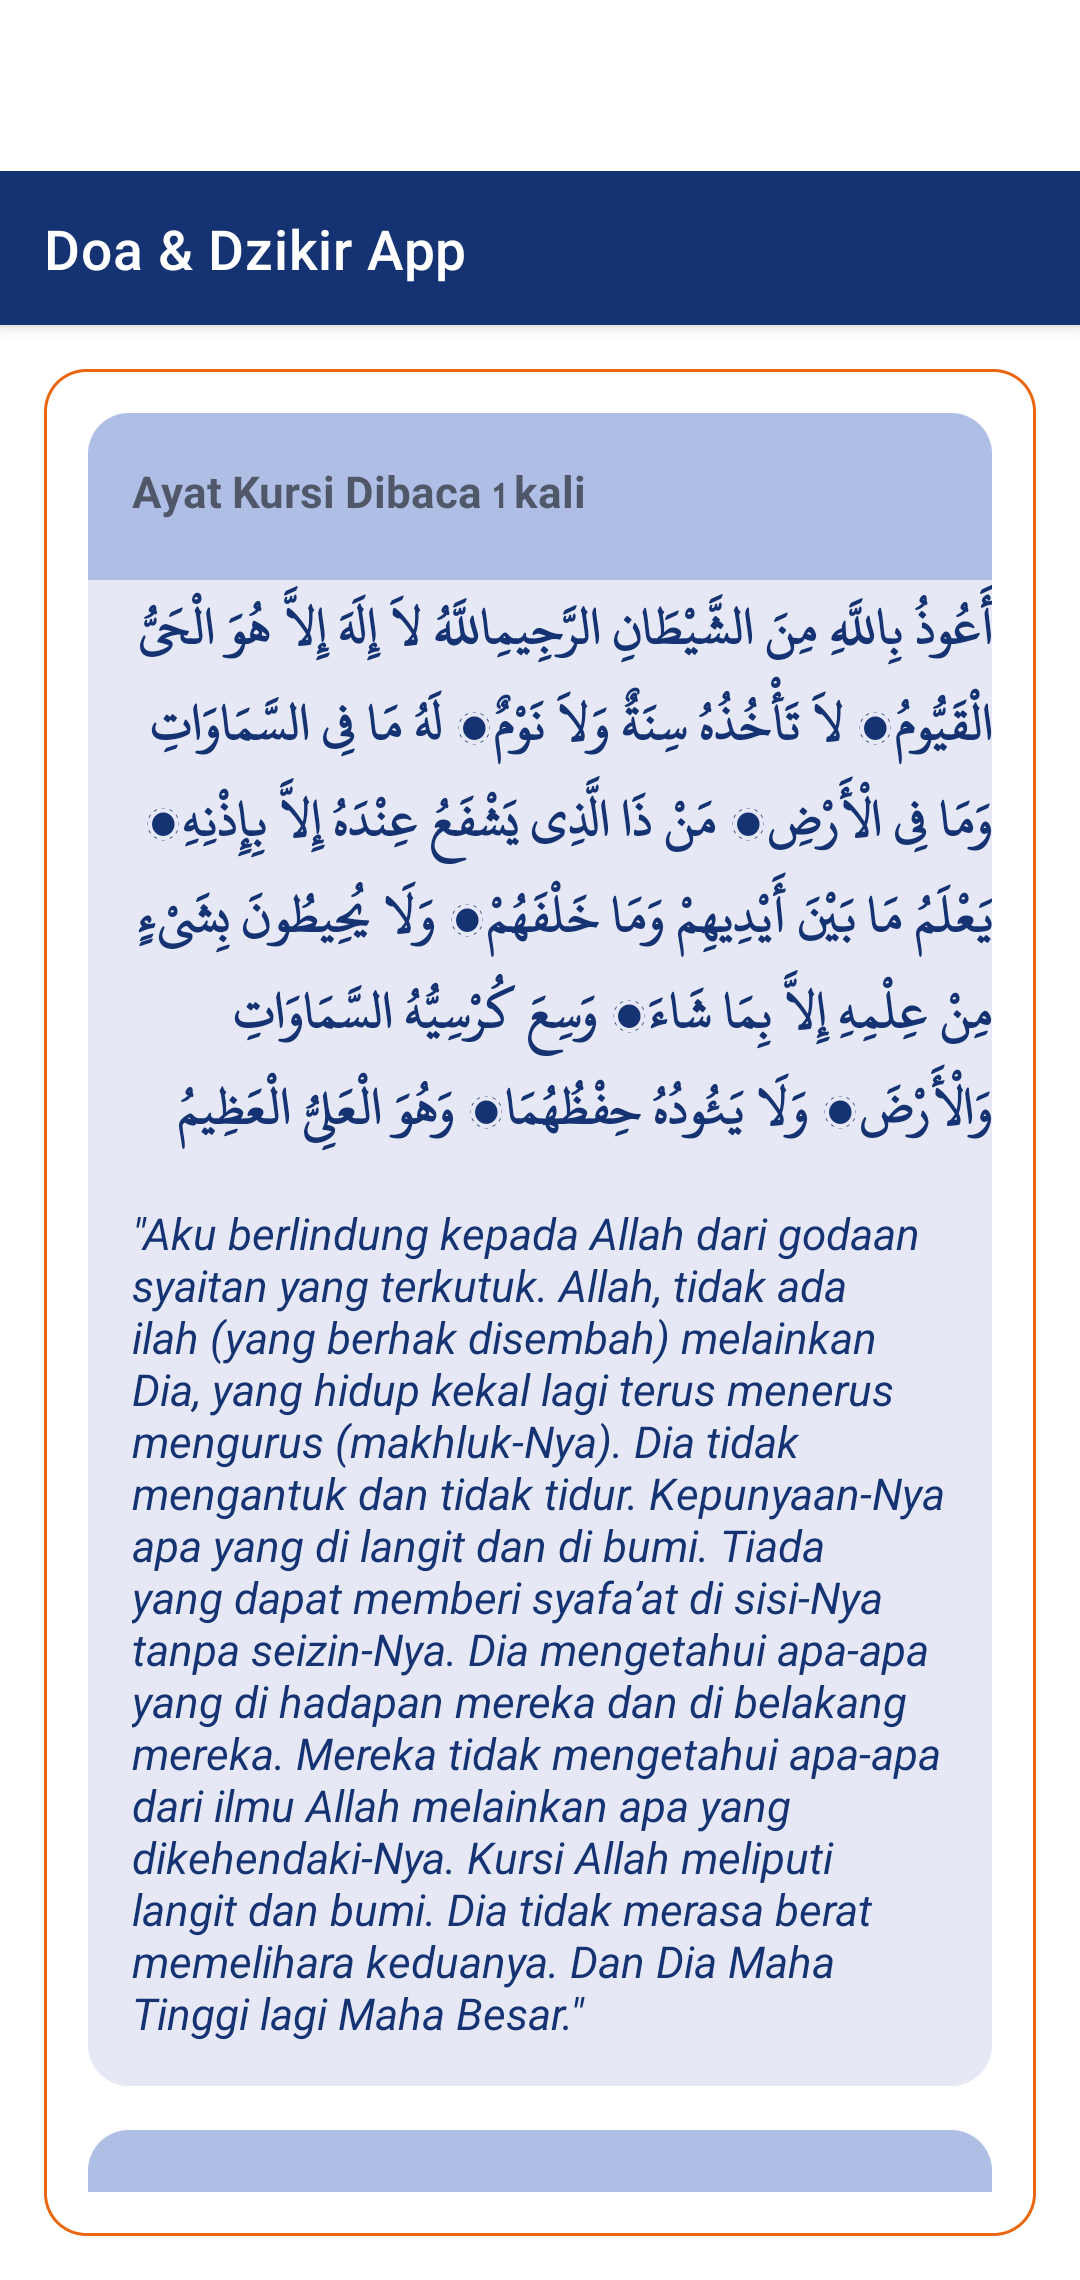 Doa & Dzikir App
Ayat Kursi Dibaca 1 kali
أَعُوذُ بِاللَّهِ مِنَ الشَّيْطَانِ الرَّجِيمِاللَّهُ لاَ إِلَهَ إِلاَّ هُوَ الْحَىُّ
الْقَيُّومُ۞ لاَ تَأْخُذُهُ سِنَةٌ وَلاَ نَوْمٌ۞ لَهُ مَا فِى السَّمَاوَاتِ
وَمَا فِى الْأَرْضِ۞ مَنْ ذَا الَّذِى يَشْفَعُ عِنْدَهُ إِلاَّ بِإِذْنِهِ۞
يَعْلَمُ مَا بَيْنَ أَيْدِيهِمْ وَمَا خَلْفَهُمْ۞ وَلَا يُحِيطُونَ بِشَىْءٍ
مِنْ عِلْمِهِ إِلاَّ بِمَا شَاءَ۞ وَسِعَ كُرْسِيُّهُ السَّمَاوَاتِ
وَالْأَرْضَ۞ وَلَا يَئُودُهُ حِفْظُهُمَا۞ وَهُوَ الْعَلِىُّ الْعَظِيمُ
"Aku berlindung kepada Allah dari godaan
syaitan yang terkutuk. Allah, tidak ada
ilah (yang berhak disembah) melainkan
Dia, yang hidup kekal lagi terus menerus
mengurus (makhluk-Nya). Dia tidak
mengantuk dan tidak tidur. Kepunyaan-Nya
apa yang di langit dan di bumi. Tiada
yang dapat memberi syafa’at di sisi-Nya
tanpa seizin-Nya. Dia mengetahui apa-apa
yang di hadapan mereka dan di belakang
mereka. Mereka tidak mengetahui apa-apa
dari ilmu Allah melainkan apa yang
dikehendaki-Nya. Kursi Allah meliputi
langit dan bumi. Dia tidak merasa berat
memelihara keduanya. Dan Dia Maha
Tinggi lagi Maha Besar."